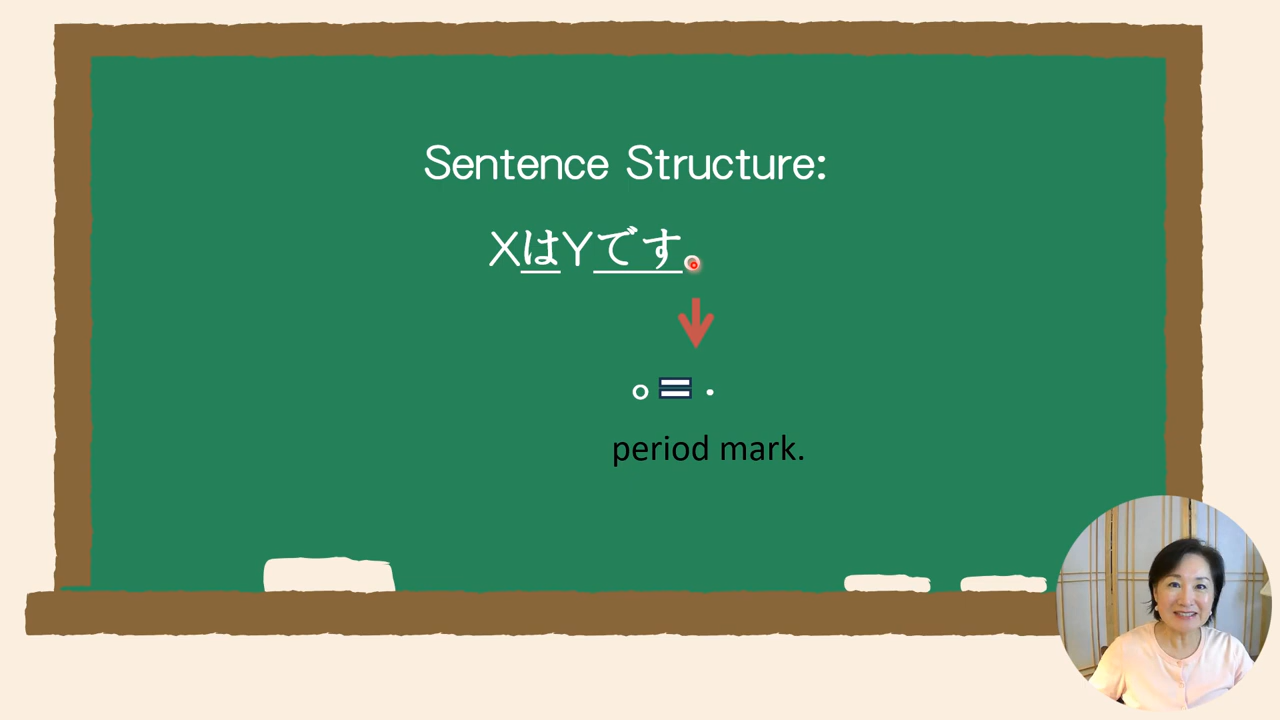 Sentence Structure:
XはYです。
。= .
period mark.